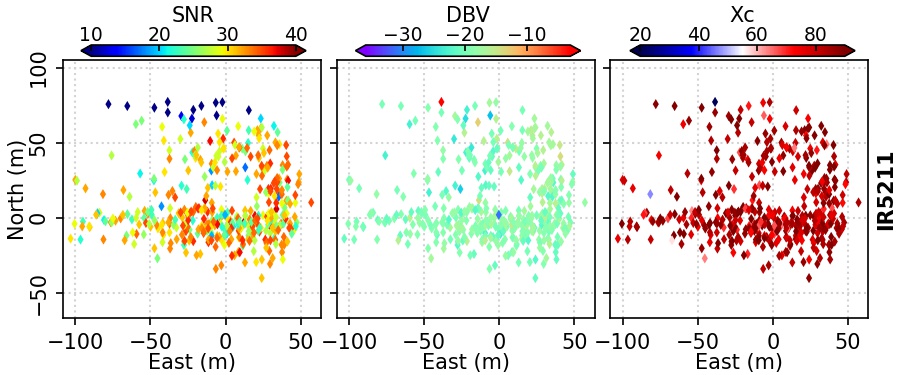 SNR DBV Xc
10 20 30 40 −30 −20 −10 20 40 60 80
100
50
0
−50
North (m)
−100 −50 0 50 −100 −50 0 50 −100 −50 0 50
East (m) East (m) East (m)
IR5211